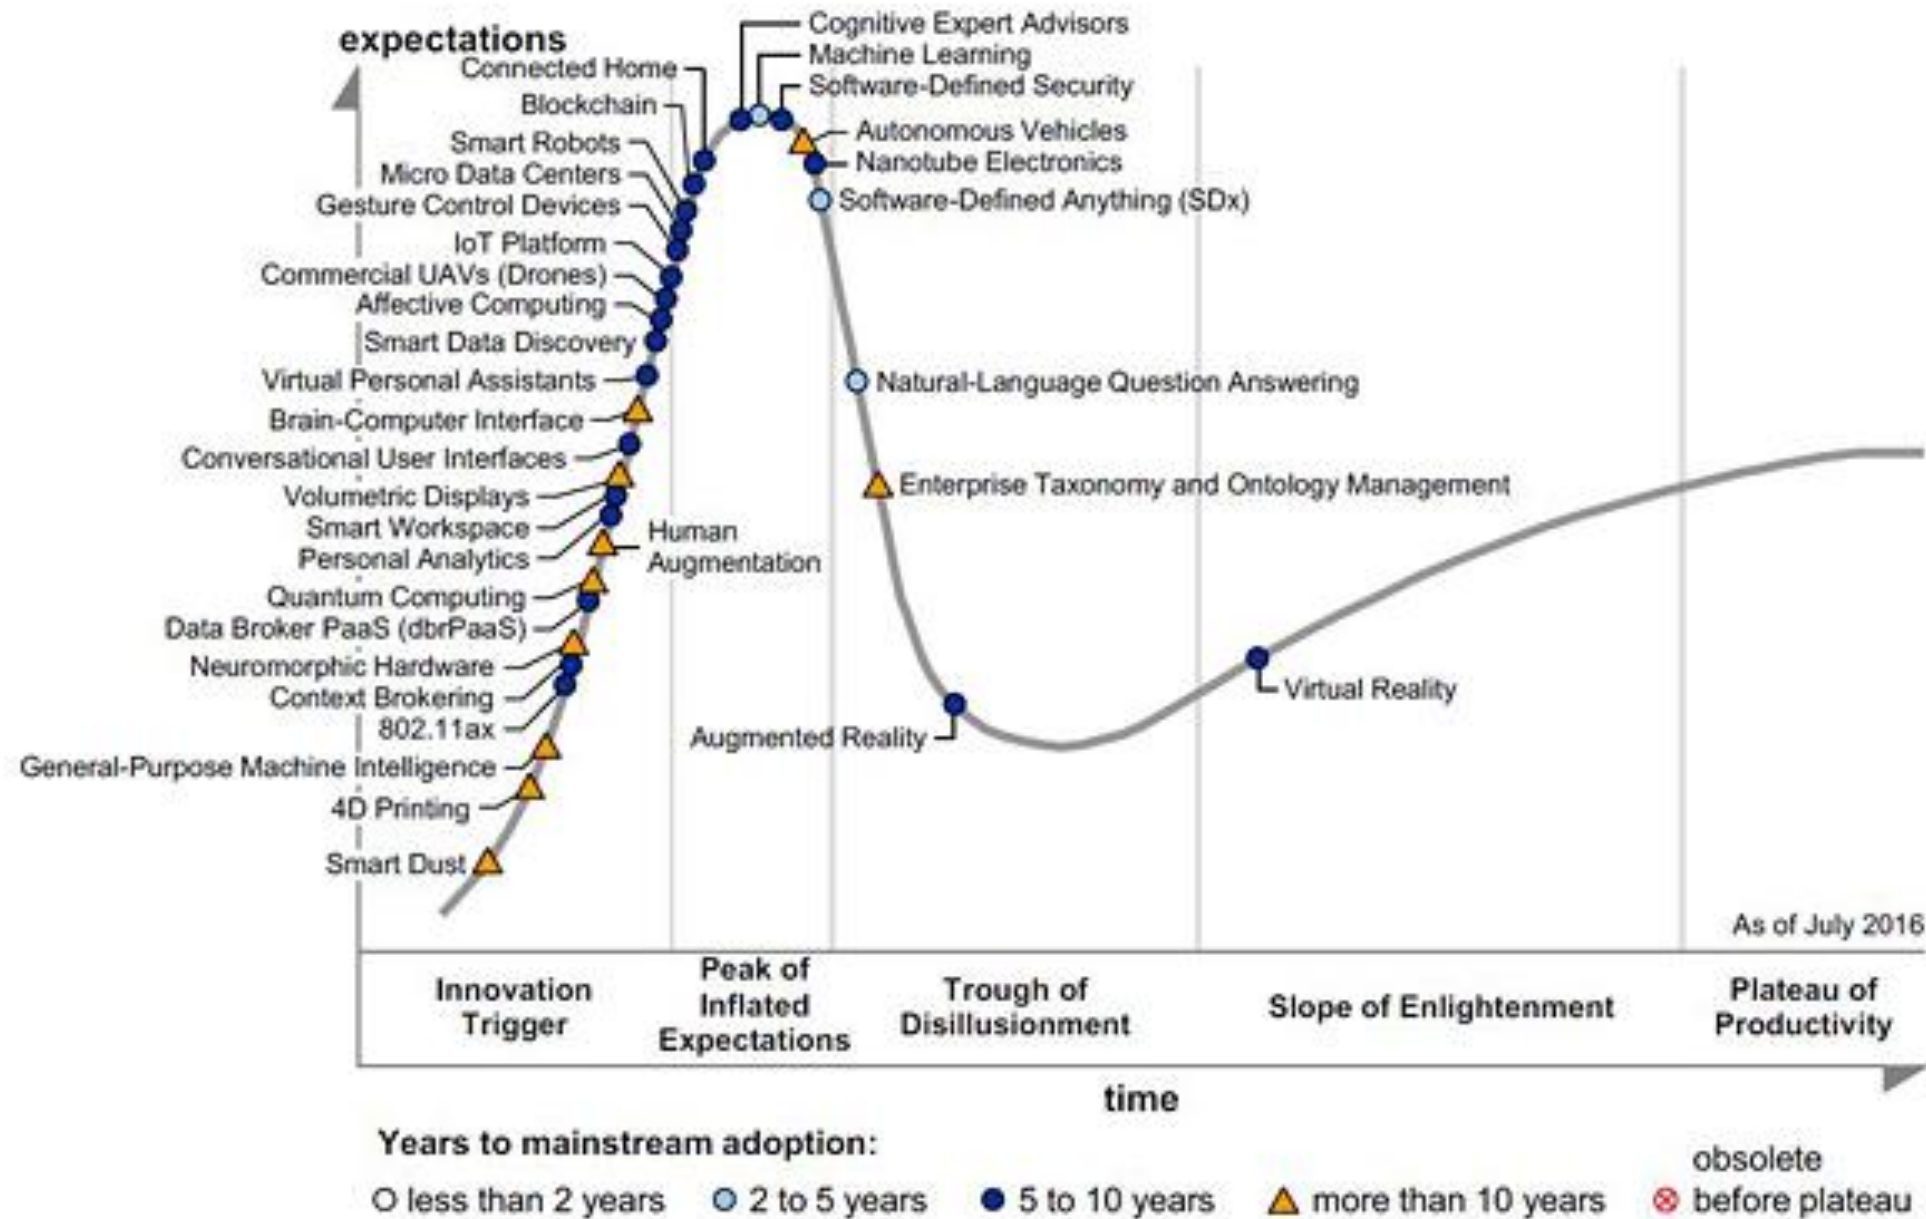 expectations
Cognitive Expert Advisors
Machine Learning
Connected Home
Software-Defined Security
Blockchain
Autonomous Vehicles
Smart Robots
Nanotube Electronics
Micro Data Centers
Software-Defined Anything (SDx)
Gesture Control Devices
IoT Platform
Commercial UAVs (Drones)
Affective Computing
Smart Data Discovery
Virtual Personal Assistants
Natural-Language Question Answering
Brain-Computer Interface
Conversational User Interfaces
Enterprise Taxonomy and Ontology Management
Volumetric Displays
Smart Workspace
Human
Augmentation
Personal Analytics
Quantum Computing
Data Broker PaaS (dbrPaaS)
Neuromorphic Hardware
Context Brokering
Virtual Reality
802.11ax
Augmented Reality
General-Purpose Machine Intelligence
4D Printing
Smart Dust
As of July 2016
Innovation
Trigger
Peak of
Inflated
Expectations
Trough of
Disillusionment
Slope of Enlightenment
Plateau of
Productivity
time
Years to mainstream adoption:
less than 2 years
2 to 5 years
5 to 10 years
more than 10 years
obsolete
before plateau